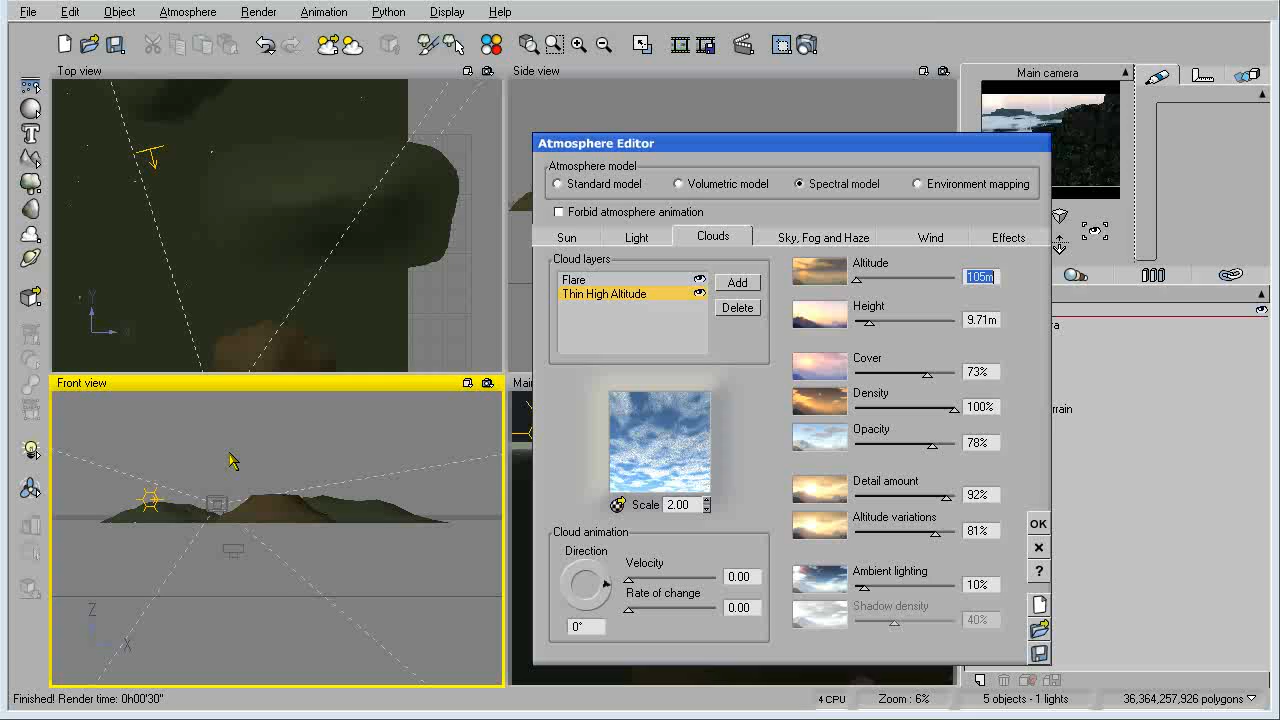 File Edit Object Atmosphere Render Animation Python Display Help
Top view
Side view
Main camera
Atmosphere Editor
Atmosphere model
Standard model Volumetric model Spectral model Environment mapping
Forbid atmosphere animation
Sun Light Clouds Sky, Fog and Haze Wind Effects
Cloud layers
Flare
Thin High Altitude
Add
Delete
Scale 2.00
Cloud animation
Direction
0°
Velocity
0.00
Rate of change
0.00
Altitude
105m
Height
9.71m
Cover
73%
Density
100%
Opacity
78%
Detail amount
92%
Altitude variations
81%
Ambient lighting
10%
Shadow density
40%
OK
?
Y
X
Front view
Z
X
Finished! Render time: 0h00'30"
4 CPU
Zoom : 6%
5 objects - 1 lights
36,364,257,926 polygons